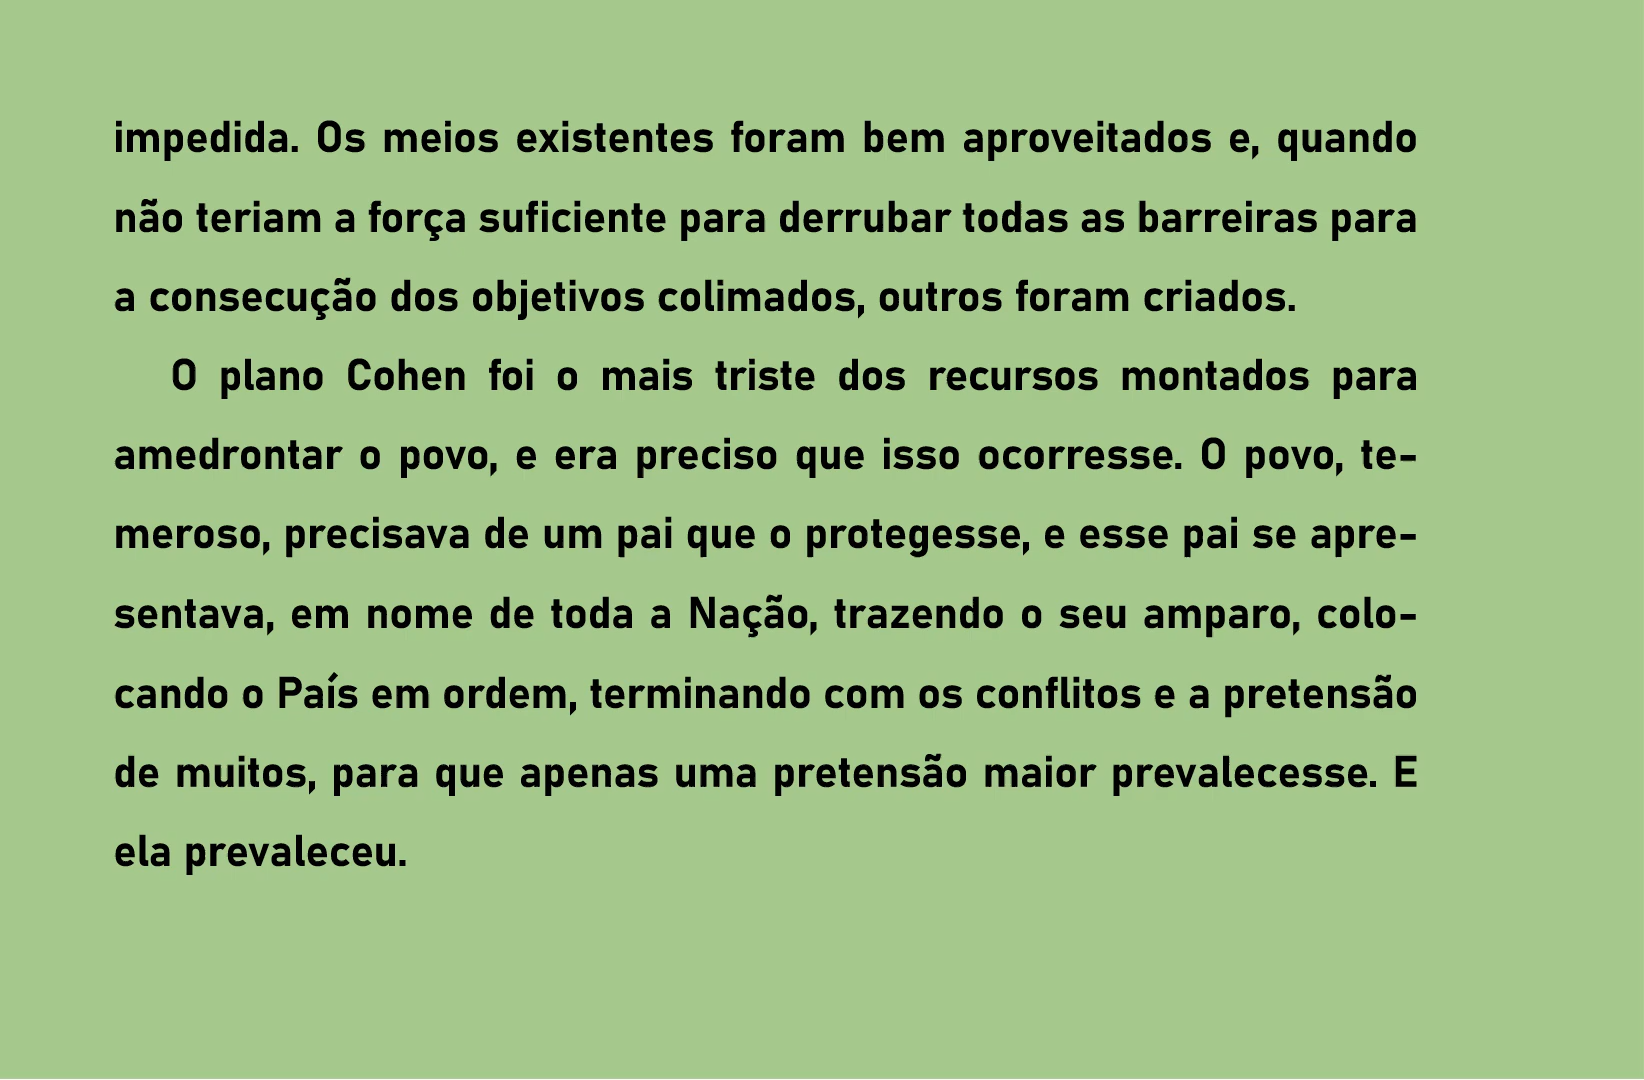 impedida. Os meios existentes foram bem aproveitados e, quando
não teriam a força suficiente para derrubar todas as barreiras para
a consecução dos objetivos colimados, outros foram criados.
O plano Cohen foi o mais triste dos recursos montados para
amedrontar o povo, e era preciso que isso ocorresse. O povo, te-
meroso, precisava de um pai que o protegesse, e esse pai se apre-
sentava, em nome de toda a Nação, trazendo o seu amparo, colo-
cando o País em ordem, terminando com os conflitos e a pretensão
de muitos, para que apenas uma pretensão maior prevalecesse. E
ela prevaleceu.